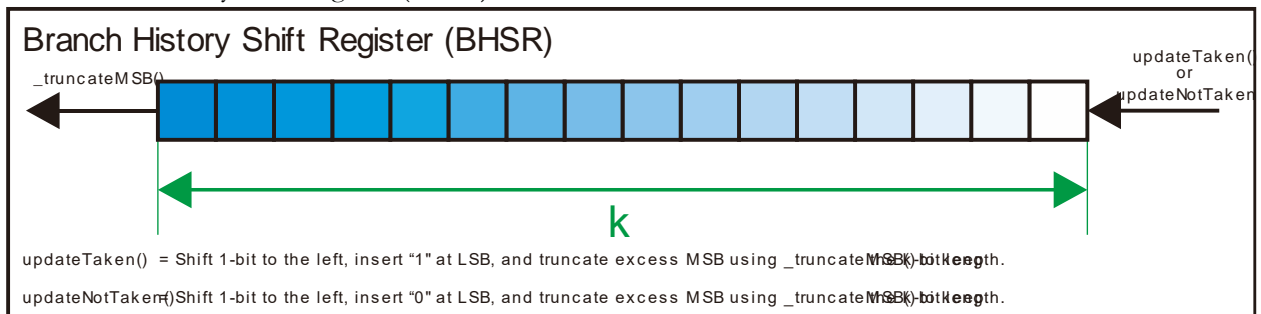 Branch History Shift Register (BHSR)
_truncateMSB()
updateTaken()
or
updateNotTaken
k
updateTaken() = Shift 1-bit to the left, insert “1" at LSB, and truncate excess MSB using _truncateMSB() to k-bit length.
updateNotTaken() = Shift 1-bit to the left, insert “0" at LSB, and truncate excess MSB using _truncateMSB() to k-bit length.